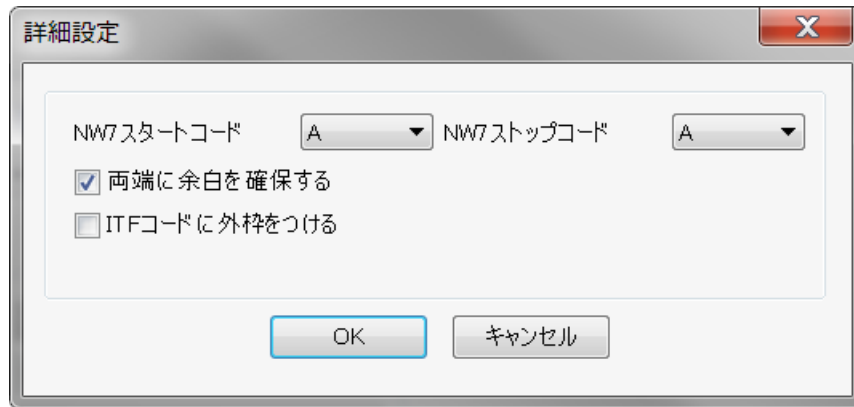 詳細設定
NW7スタートコード A NW7ストップコード A
両端に余白を確保する
ITFコードに外枠をつける
OK キャンセル